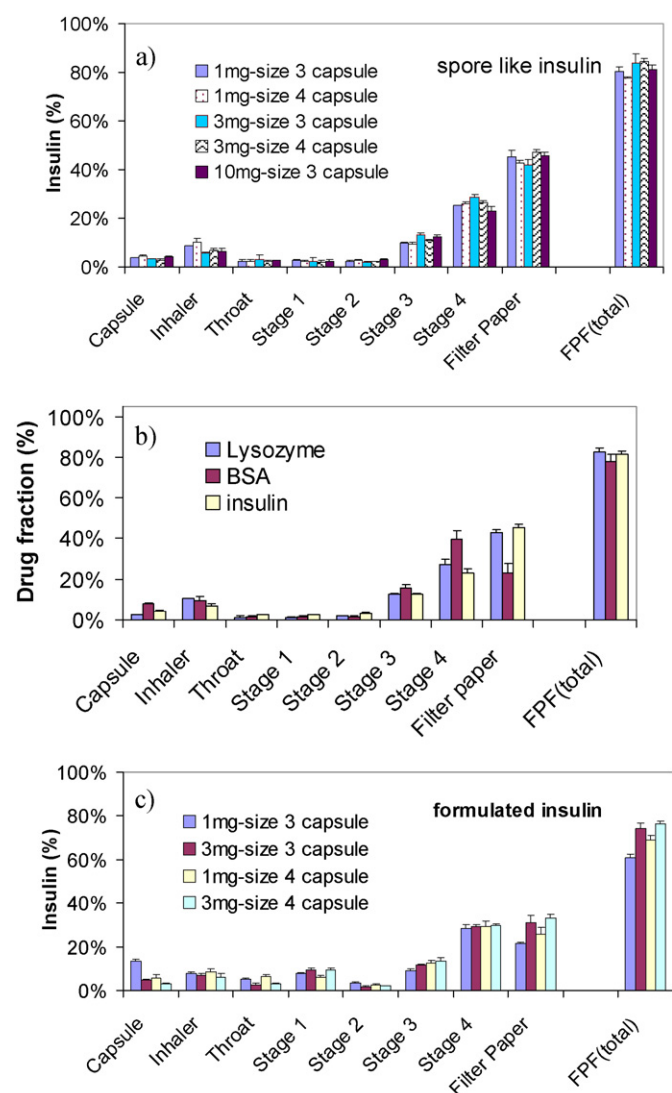 a)
spore like insulin
1mg-size 3 capsule
1mg-size 4 capsule
3mg-size 3 capsule
3mg-size 4 capsule
10mg-size 3 capsule
Insulin (%)
100%
80%
60%
40%
20%
0%
Capsule
Inhaler
Throat
Stage 1
Stage 2
Stage 3
Stage 4
Filter Paper
FPF(total)
b)
Lysozyme
BSA
insulin
Drug fraction (%)
100%
80%
60%
40%
20%
0%
Capsule
Inhaler
Throat
Stage 1
Stage 2
Stage 3
Stage 4
Filter paper
FPF(total)
c)
formulated insulin
1mg-size 3 capsule
3mg-size 3 capsule
1mg-size 4 capsule
3mg-size 4 capsule
Insulin (%)
100%
80%
60%
40%
20%
0%
Capsule
Inhaler
Throat
Stage 1
Stage 2
Stage 3
Stage 4
Filter Paper
FPF(total)